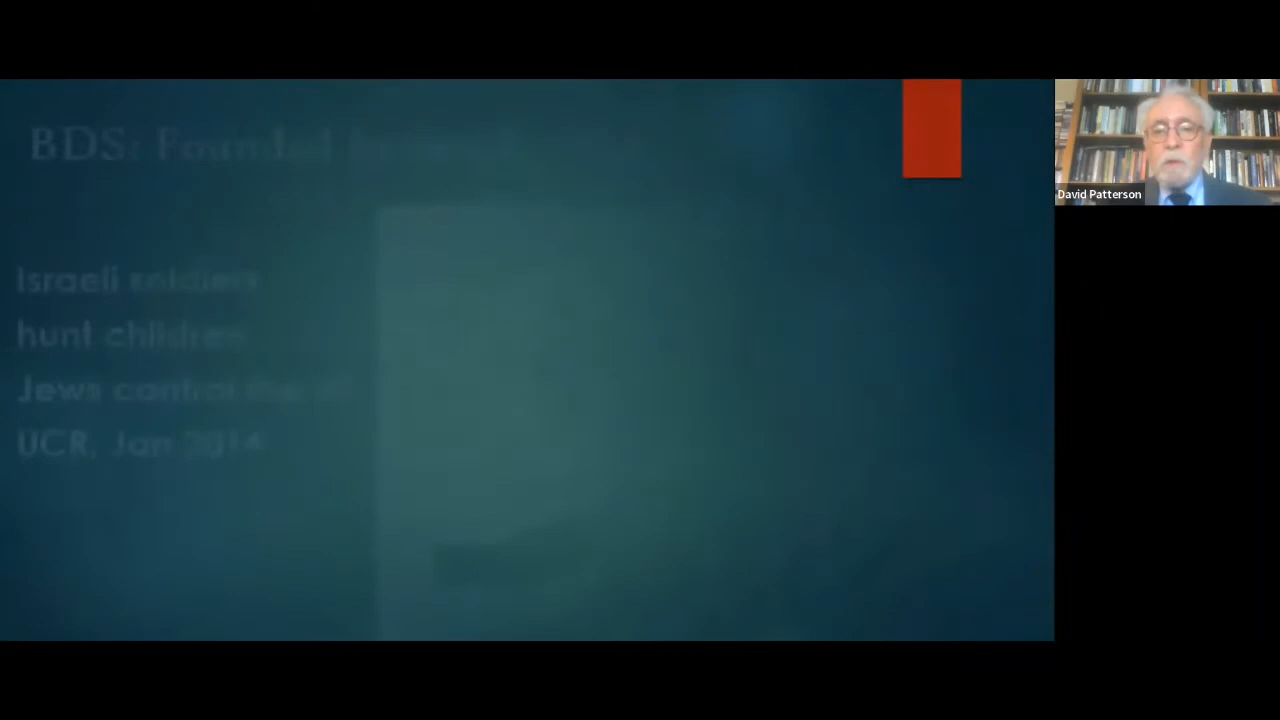 BDS: Founded
Israeli soldiers
hunt children
Jews control the
UCR, Jan 2014
David Patterson